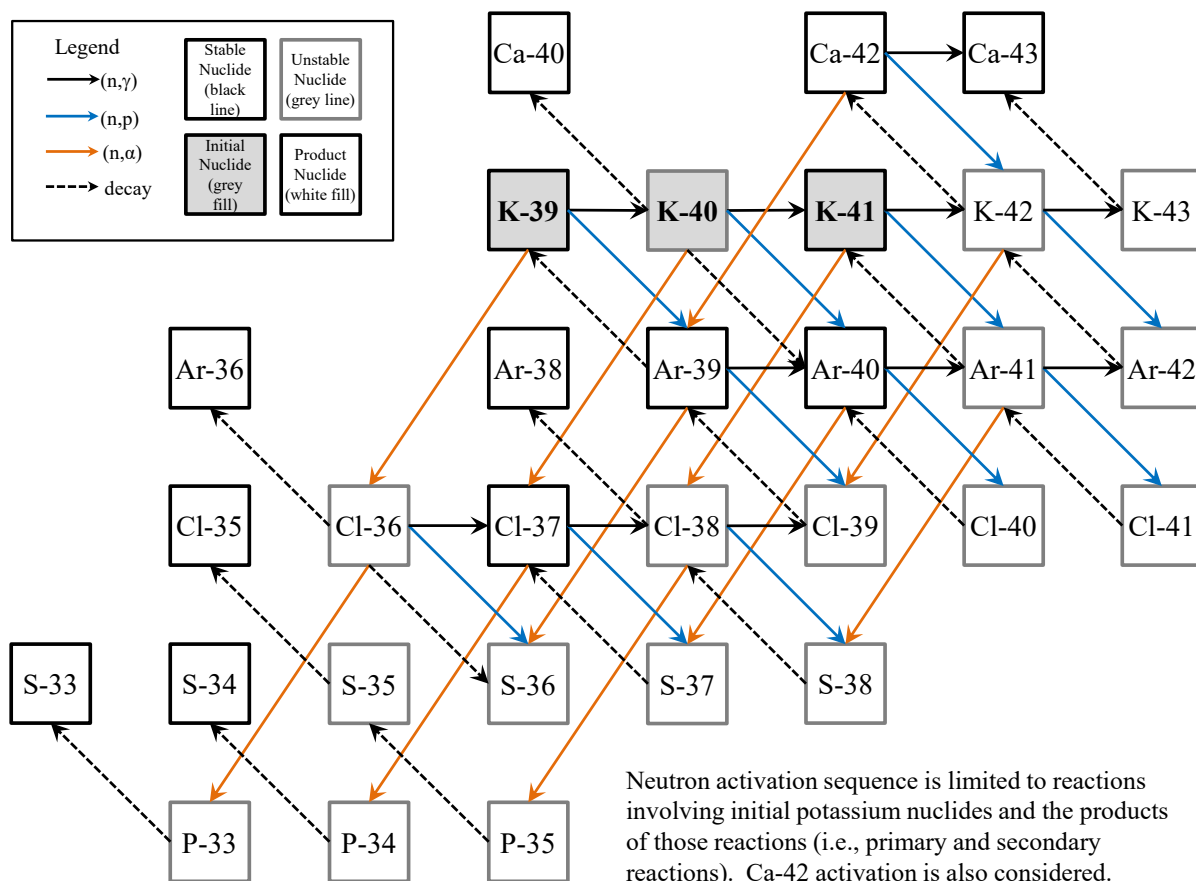 Legend
(n,γ)
(n,p)
(n,α)
decay
Stable
Nuclide
(black
line)
Unstable
Nuclide
(grey line)
Initial
Nuclide
(grey
fill)
Product
Nuclide
(white fill)
Ca-40
Ca-42
Ca-43
K-39
K-40
K-41
K-42
K-43
Ar-36
Ar-38
Ar-39
Ar-40
Ar-41
Ar-42
Cl-35
Cl-36
Cl-37
Cl-38
Cl-39
Cl-40
Cl-41
S-33
S-34
S-35
S-36
S-37
S-38
P-33
P-34
P-35
Neutron activation sequence is limited to reactions
involving initial potassium nuclides and the products
of those reactions (i.e., primary and secondary
reactions). Ca-42 activation is also considered.